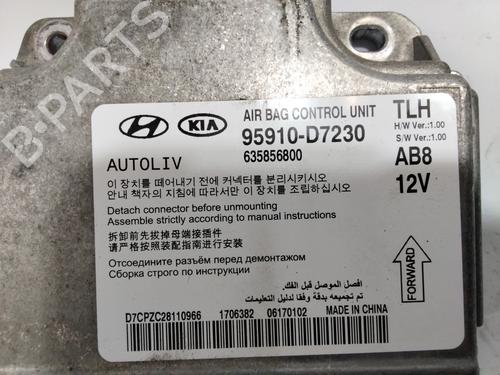 HYUNDAI KIA AIR BAG CONTROL UNIT TLH
H/W Ver.:1.00
95910-D7230
S/W Ver.:1.00
AUTOLIV 635856800 AB8
이 장치를 떼어내기 전에 커넥터를 분리시키시오
안내 책자의 지침에 따라서만 이 장치를 조립하시오
12V
Detach connector before unmounting
Assemble strictly according to manual instructions
拆卸前先拔掉母端接插件
请严格按照装配指南进行安装
Отсоедините разъём перед демонтажом
Сборка строго по инструкции
FORWARD
افصل الموصل قبل الفك.
تم تجميعه بدقة وفقا لدليل التعليمات
D7CPZC28110966 1706382 06170102 MADE IN CHINA
B-PARTS